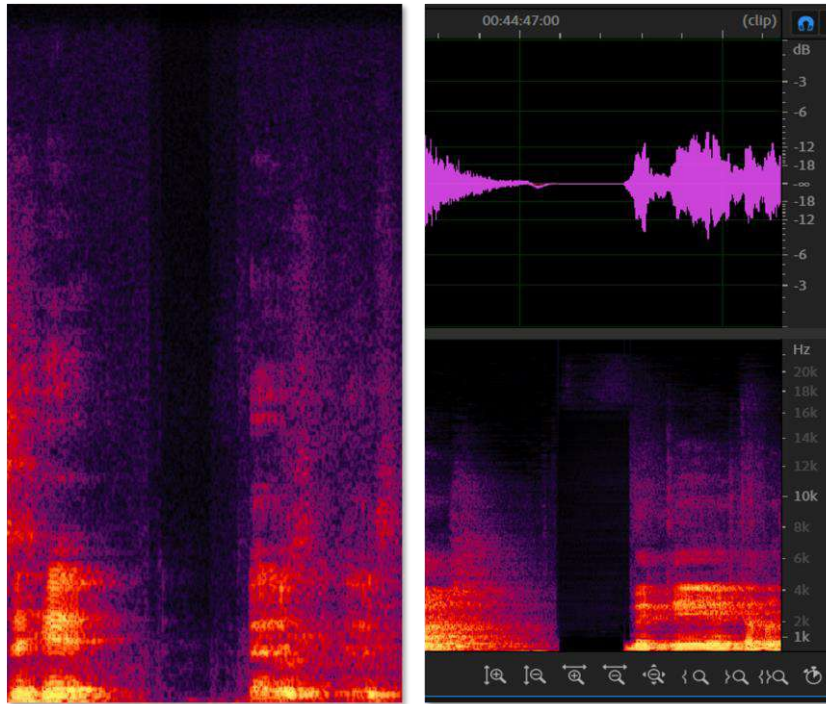 00:44:47:00 (clip)
dB
-3
-6
-12
-18
-∞
-18
-12
-6
-3
Hz
20k
18k
16k
14k
12k
10k
8k
6k
4k
2k
1k